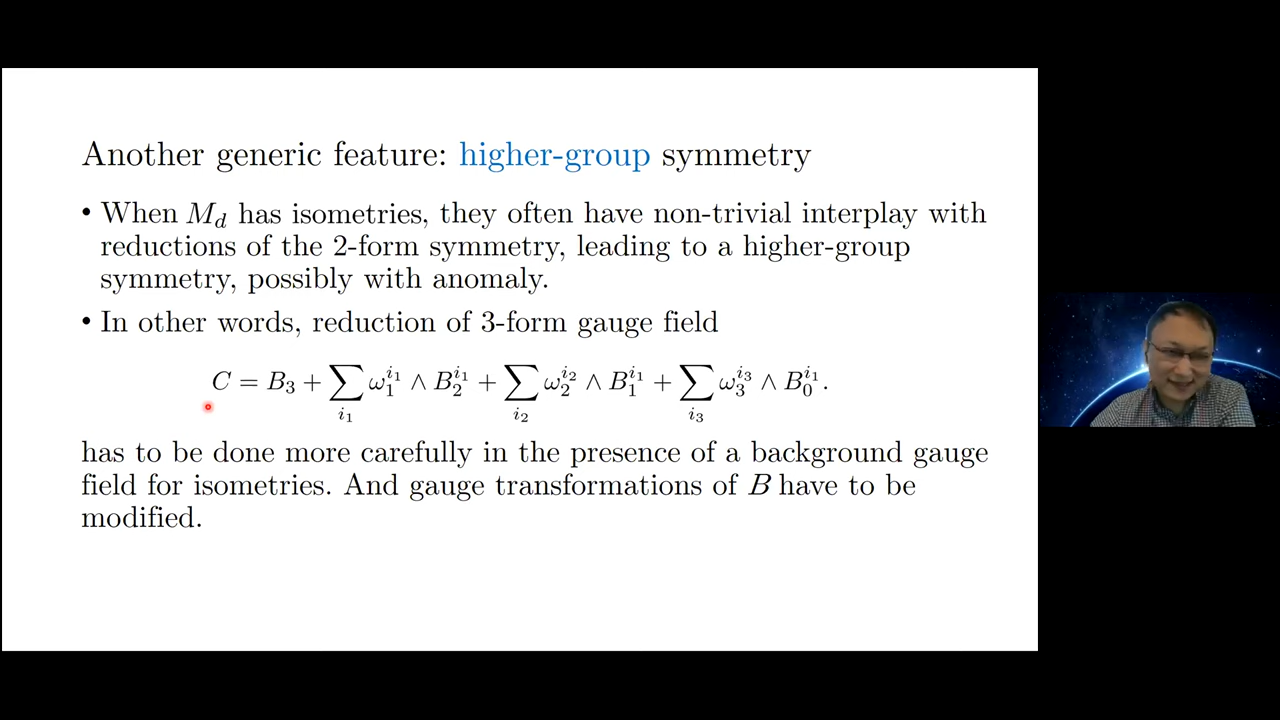 Another generic feature: higher-group symmetry
• When M_d has isometries, they often have non-trivial interplay with
reductions of the 2-form symmetry, leading to a higher-group
symmetry, possibly with anomaly.
• In other words, reduction of 3-form gauge field
C = B_3 + ∑_{i_1} ω_1^{i_1} ∧ B_2^{i_1} + ∑_{i_2} ω_2^{i_2} ∧ B_1^{i_1} + ∑_{i_3} ω_3^{i_3} ∧ B_0^{i_1}.
has to be done more carefully in the presence of a background gauge
field for isometries. And gauge transformations of B have to be
modified.